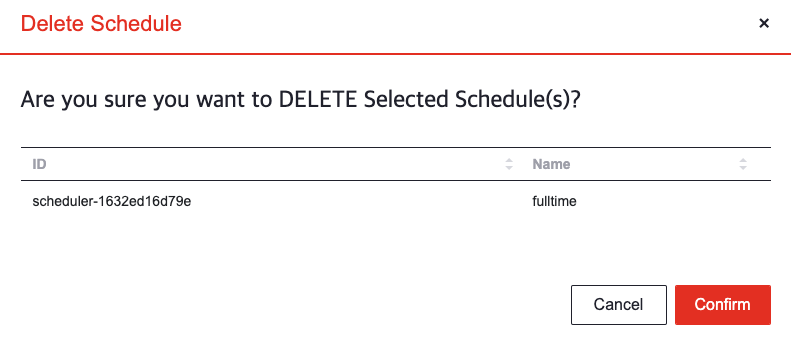 Delete Schedule ×
Are you sure you want to DELETE Selected Schedule(s)?
ID Name
scheduler-1632ed16d79e fulltime
Cancel Confirm